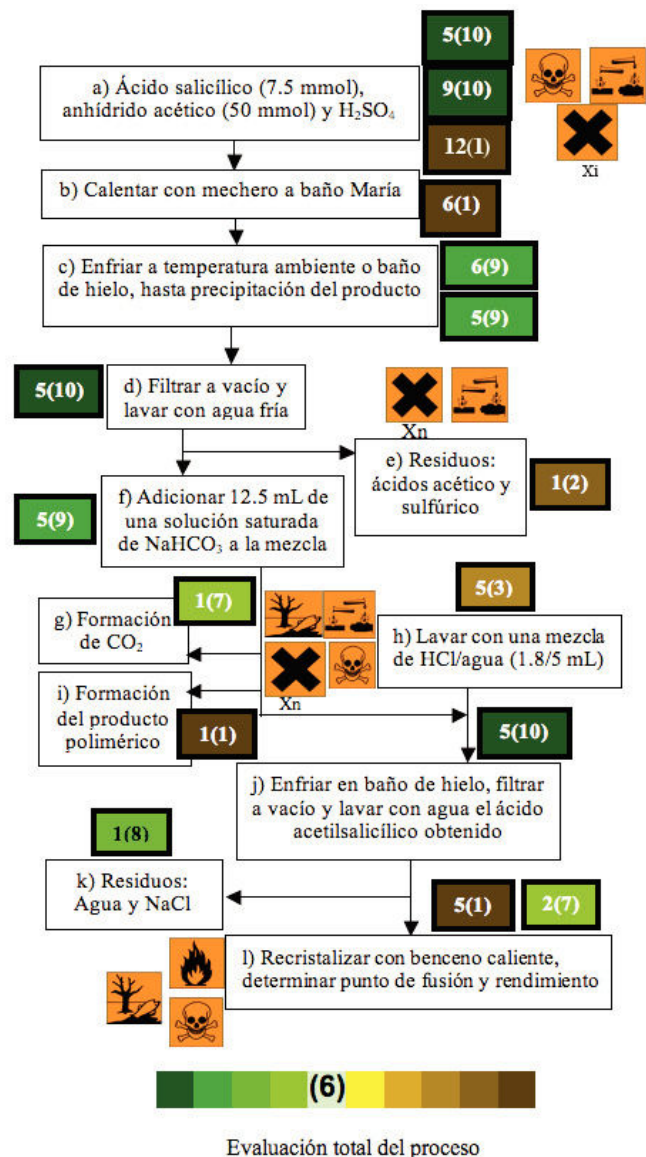 5(10)
a) Ácido salicílico (7.5 mmol),
anhídrido acético (50 mmol) y H₂SO₄
9(10)
12(1)
Xi
b) Calentar con mechero a baño María
6(1)
c) Enfriar a temperatura ambiente o baño
de hielo, hasta precipitación del producto
6(9)
5(9)
5(10)
d) Filtrar a vacío y
lavar con agua fría
Xn
e) Residuos:
ácidos acético y
sulfúrico
1(2)
5(9)
f) Adicionar 12.5 mL de
una solución saturada
de NaHCO₃ a la mezcla
1(7)
g) Formación
de CO₂
5(3)
h) Lavar con una mezcla
de HCl/agua (1.8/5 mL)
i) Formación
del producto
polimérico
1(1)
Xn
5(10)
j) Enfriar en baño de hielo, filtrar
a vacío y lavar con agua el ácido
acetilsalicílico obtenido
1(8)
k) Residuos:
Agua y NaCl
5(1)
2(7)
l) Recristalizar con benceno caliente,
determinar punto de fusión y rendimiento
(6)
Evaluación total del proceso